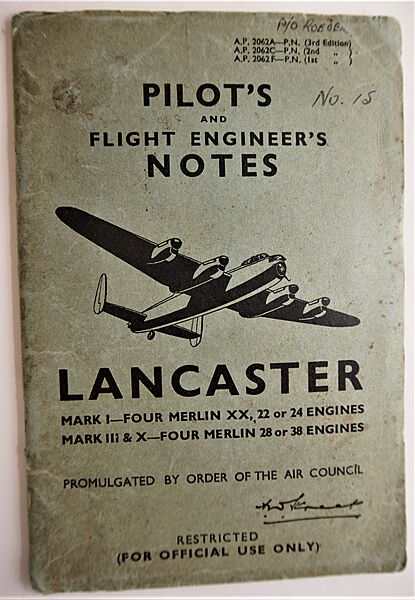 P/O ROEDER
A.P. 2062A—P.N. (3rd Edition)
A.P. 2062C—P.N. (2nd „ )
A.P. 2062F—P.N. (1st „ )
No. 15
PILOT'S
AND
FLIGHT ENGINEER'S
NOTES
LANCASTER
MARK I—FOUR MERLIN XX, 22 or 24 ENGINES
MARK III & X—FOUR MERLIN 28 or 38 ENGINES
PROMULGATED BY ORDER OF THE AIR COUNCIL
RESTRICTED
(FOR OFFICIAL USE ONLY)